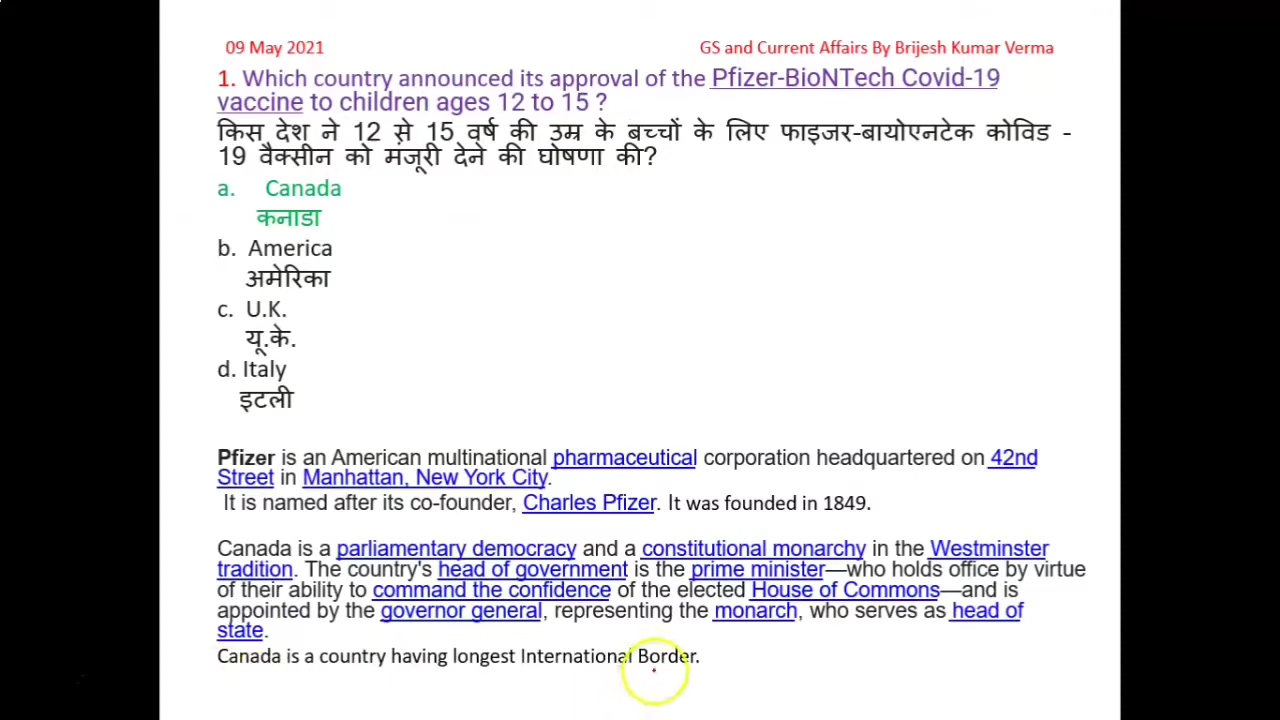 09 May 2021 GS and Current Affairs By Brijesh Kumar Verma
1. Which country announced its approval of the Pfizer-BioNTech Covid-19
vaccine to children ages 12 to 15 ?
किस देश ने 12 से 15 वर्ष की उम्र के बच्चों के लिए फाइजर-बायोएनटेक कोविड -
19 वैक्सीन को मंजूरी देने की घोषणा की?
a. Canada
कनाडा
b. America
अमेरिका
c. U.K.
यू.के.
d. Italy
इटली
Pfizer is an American multinational pharmaceutical corporation headquartered on 42nd
Street in Manhattan, New York City.
It is named after its co-founder, Charles Pfizer. It was founded in 1849.
Canada is a parliamentary democracy and a constitutional monarchy in the Westminster
tradition. The country's head of government is the prime minister—who holds office by virtue
of their ability to command the confidence of the elected House of Commons—and is
appointed by the governor general, representing the monarch, who serves as head of
state.
Canada is a country having longest International Border.